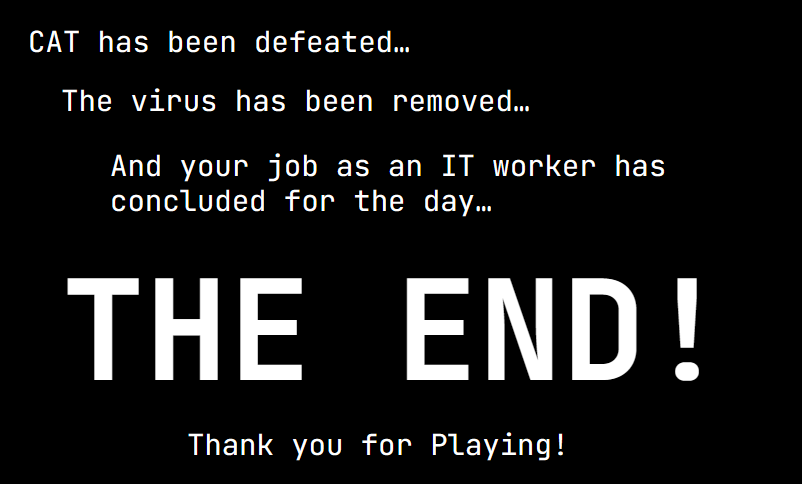 CAT has been defeated…
The virus has been removed…
And your job as an IT worker has
concluded for the day…
THE END!
Thank you for Playing!